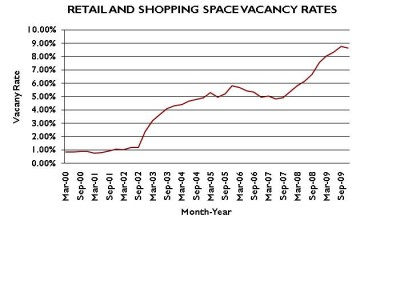 RETAIL AND SHOPPING SPACE VACANCY RATES
10.00%
9.00%
8.00%
7.00%
6.00%
5.00%
4.00%
3.00%
2.00%
1.00%
0.00%
Vacany Rate
Mar-00
Sep-00
Mar-01
Sep-01
Mar-02
Sep-02
Mar-03
Sep-03
Mar-04
Sep-04
Mar-05
Sep-05
Mar-06
Sep-06
Mar-07
Sep-07
Mar-08
Sep-08
Mar-09
Sep-09
Month-Year